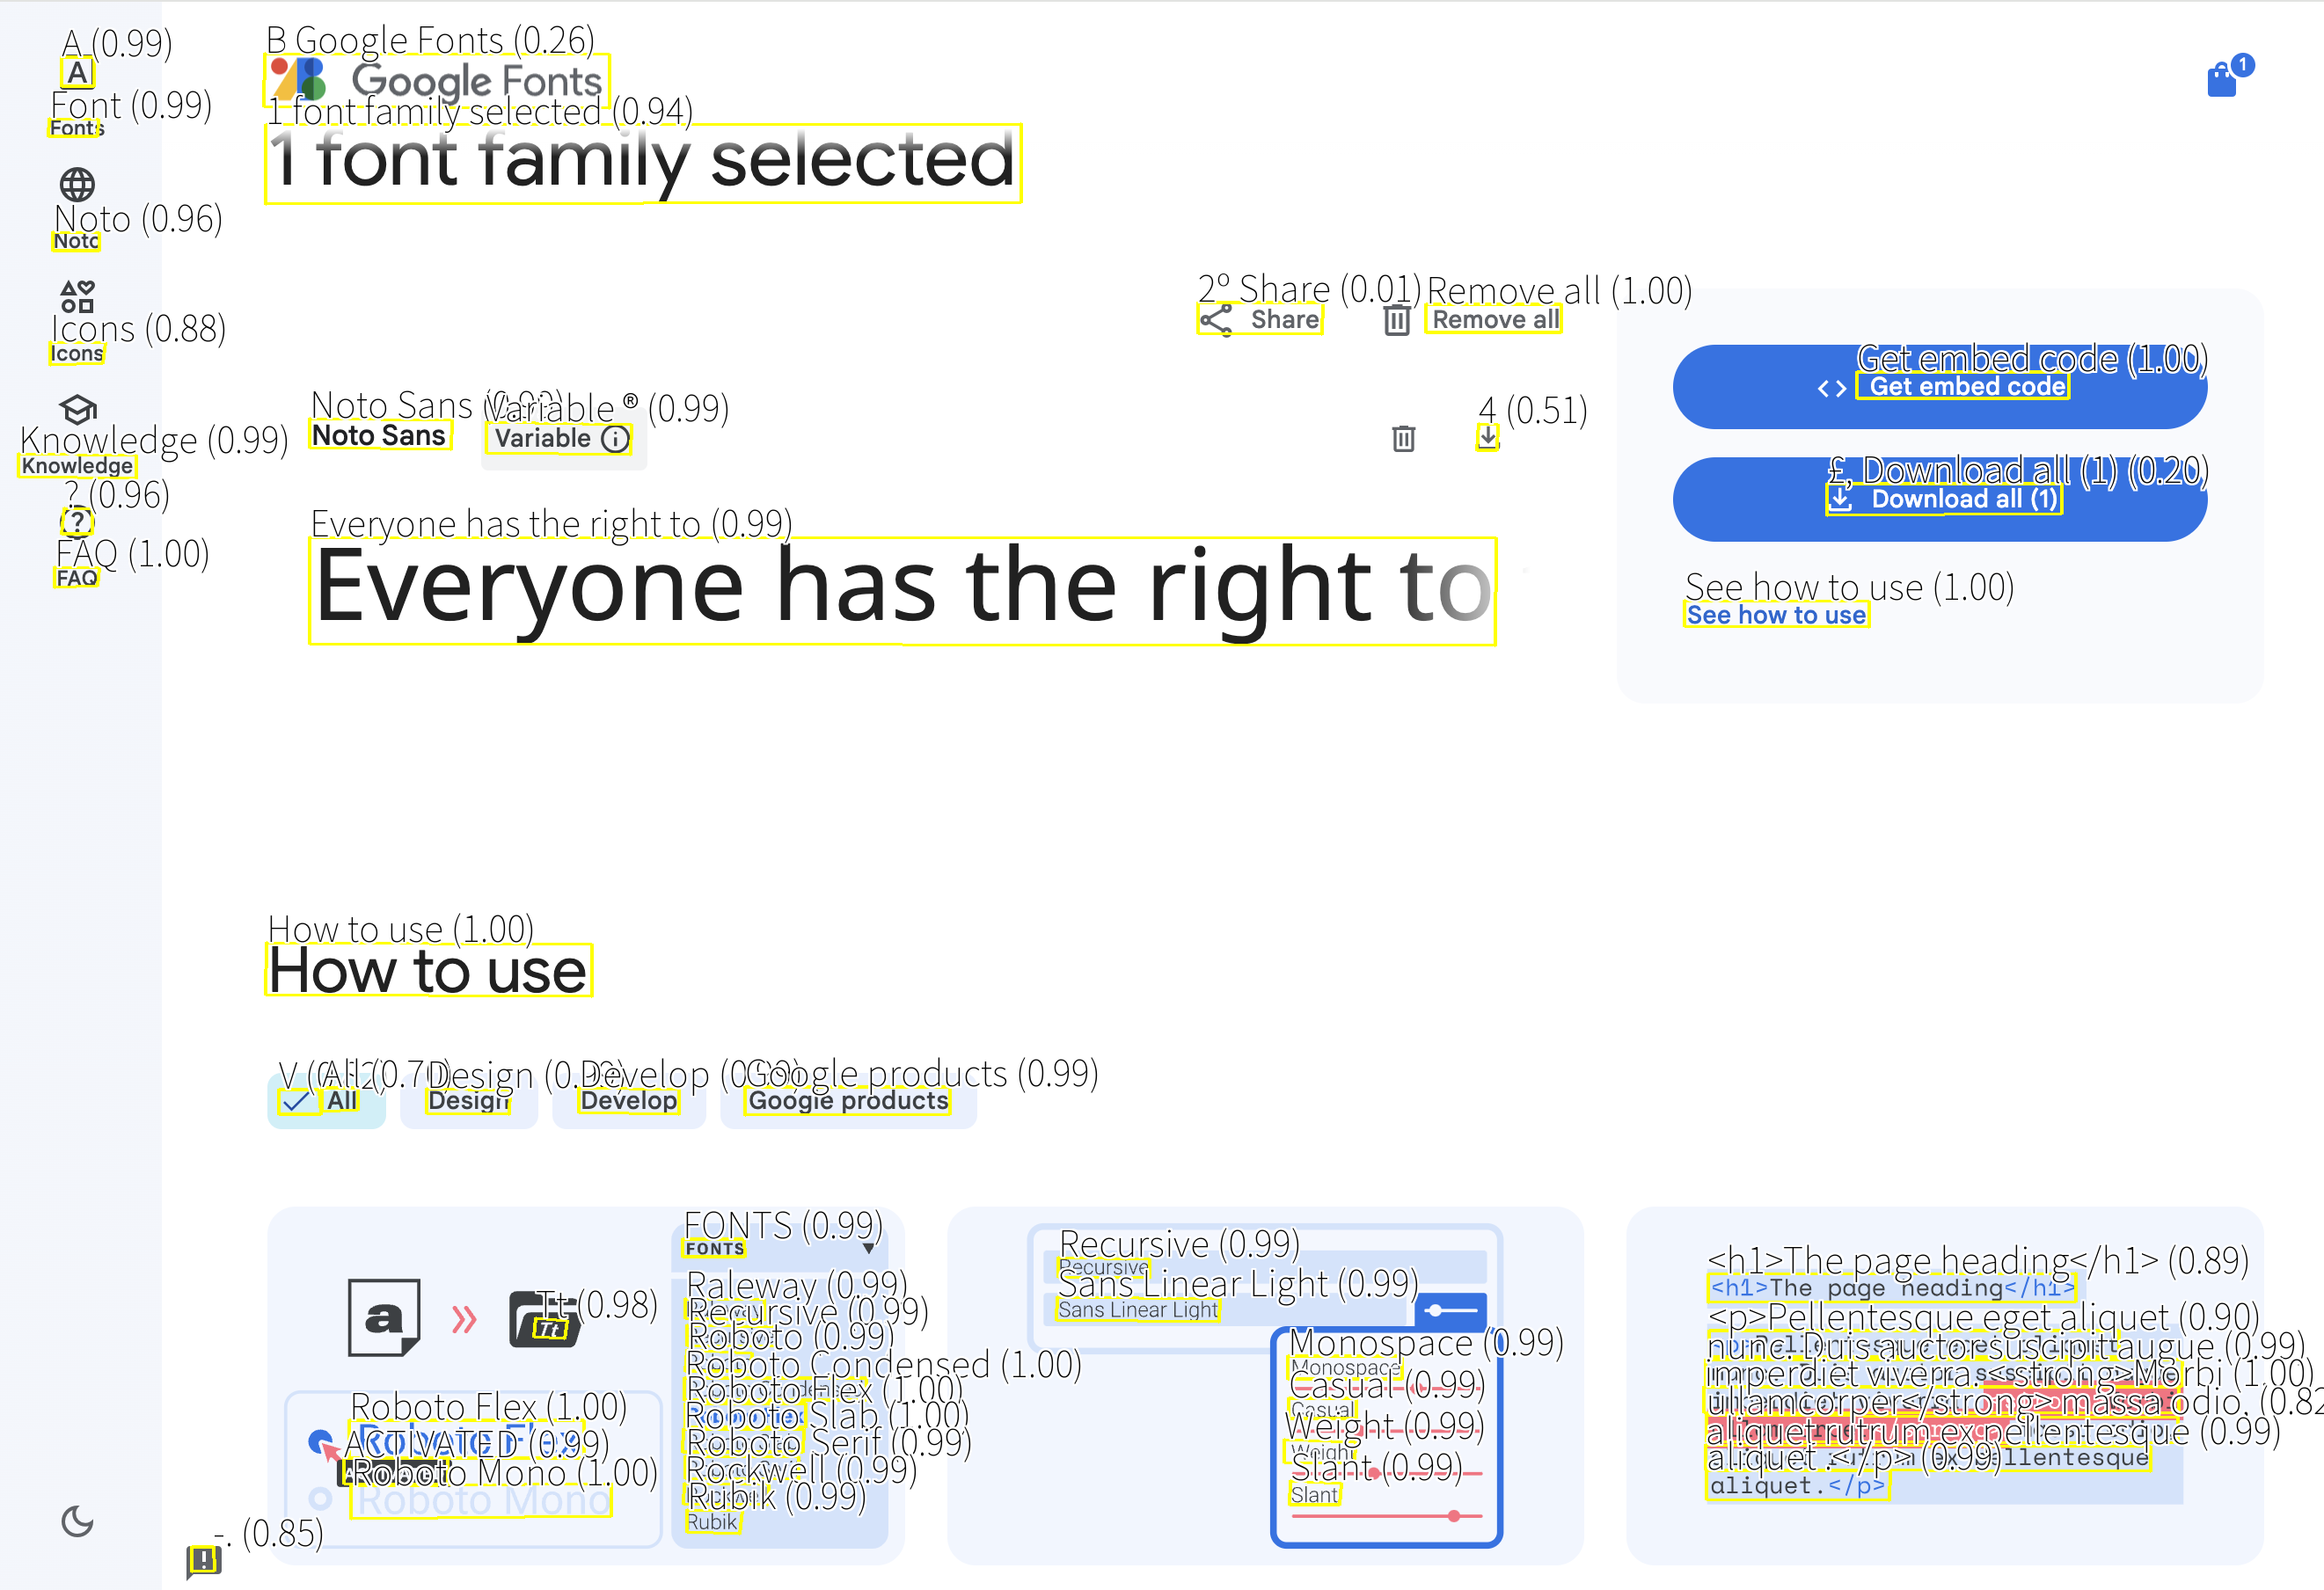 A (0.99)
A
Font (0.99)
Fonts
Noto (0.96)
Noto
Icons (0.88)
Icons
Knowledge (0.99)
Knowledge
? (0.96)
?
FAQ (1.00)
FAQ
B Google Fonts (0.26)
Google Fonts
1
1 font family selected (0.94)
1 font family selected
2º Share (0.01)
Share
Remove all (1.00)
Remove all
Noto Sans
Noto Sans
Variable ® (0.99)
Variable
4 (0.51)
Everyone has the right to (0.99)
Everyone has the right to
Get embed code (1.00)
<> Get embed code
£, Download all (1) (0.20)
Download all (1)
See how to use (1.00)
See how to use
How to use (1.00)
How to use
V
All
Design
Develop
Google products (0.99)
All
Design
Develop
Google products
a
Tt (0.98)
Tt
Roboto Flex (1.00)
Roboto Flex
ACTIVATED (0.99)
Roboto Mono (1.00)
Roboto Mono
-. (0.85)
!
FONTS (0.99)
FONTS
Raleway (0.99)
Recursive (0.99)
Roboto (0.99)
Roboto Condensed (1.00)
Roboto Flex (1.00)
Roboto Slab (1.00)
Roboto Serif (0.99)
Rockwell (0.99)
Rubik (0.99)
Rubik
Recursive (0.99)
Recursive
Sans Linear Light (0.99)
Sans Linear Light
Monospace (0.99)
Monospace
Casual (0.99)
Casual
Weight (0.99)
Weight
Slant (0.99)
Slant
<h1>The page heading</h1> (0.89)
<h1>The page heading</h1>
<p>Pellentesque eget aliquet (0.90)
nunc. Duis auctor suscipit augue (0.99)
imperdiet viverra.<strong>Morbi (1.00)
ullamcorper</strong> massa odio, (0.82
aliquet rutrum ex pellentesque (0.99)
aliquet .</p> (0.99)
pellentesque
aliquet.</p>